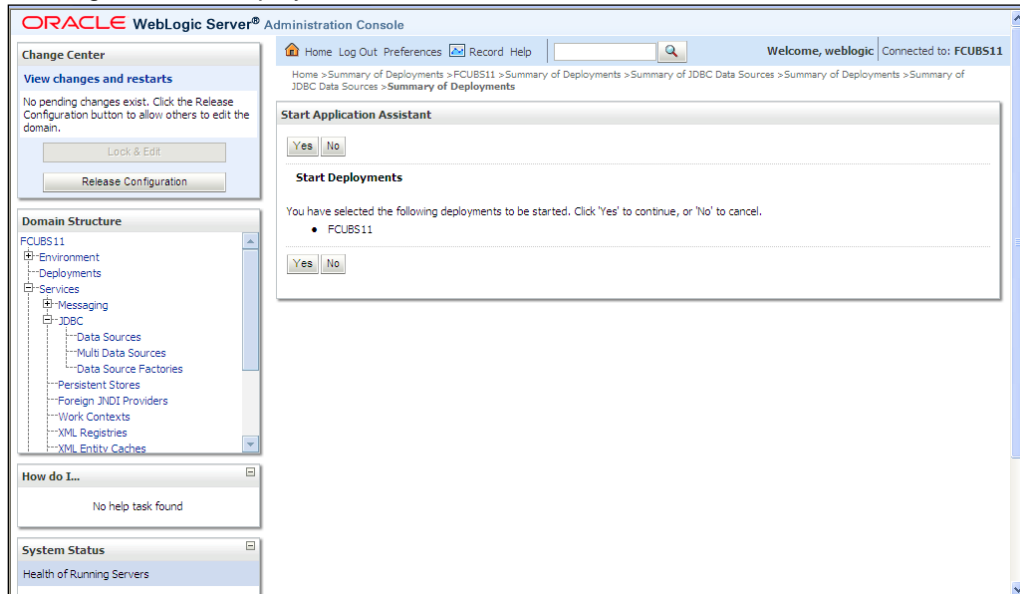 ORACLE WebLogic Server® Administration Console
Change Center
View changes and restarts
No pending changes exist. Click the Release
Configuration button to allow others to edit the
domain.
Lock & Edit
Release Configuration
Domain Structure
FCUBS11
Environment
Deployments
Services
Messaging
JDBC
Data Sources
Multi Data Sources
Data Source Factories
Persistent Stores
Foreign JNDI Providers
Work Contexts
XML Registries
XML Entity Caches
How do I...
No help task found
System Status
Health of Running Servers
Home Log Out Preferences Record Help
Welcome, weblogic Connected to: FCUBS11
Home >Summary of Deployments >FCUBS11 >Summary of Deployments >Summary of JDBC Data Sources >Summary of Deployments >Summary of
JDBC Data Sources >Summary of Deployments
Start Application Assistant
Yes No
Start Deployments
You have selected the following deployments to be started. Click 'Yes' to continue, or 'No' to cancel.
• FCUBS11
Yes No